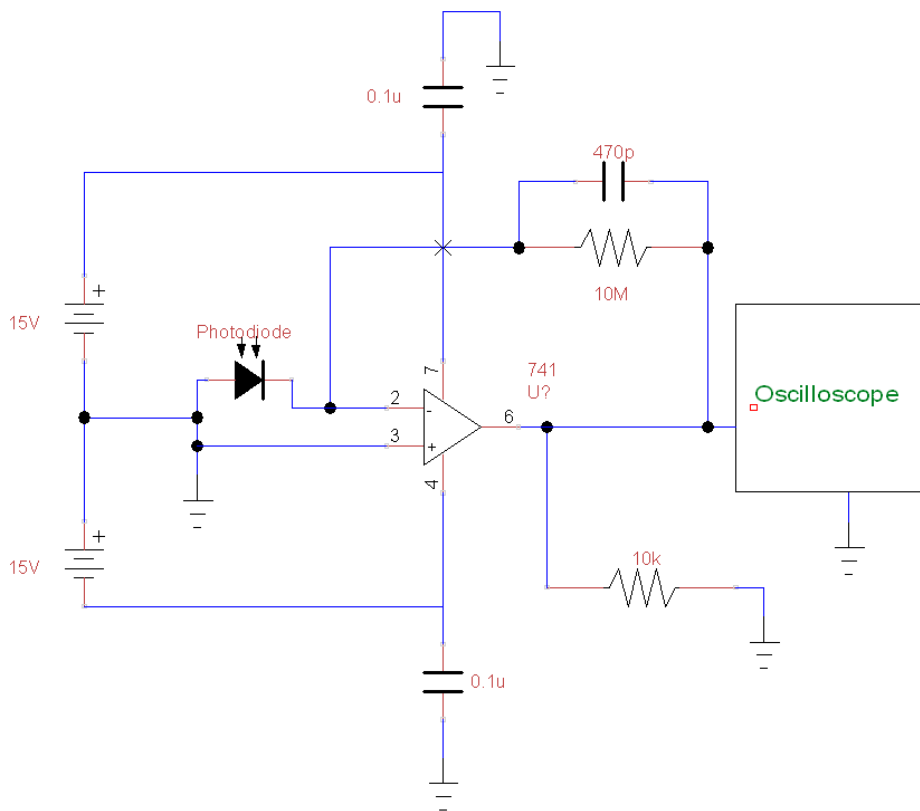 0.1u
470p
10M
+
15V
Photodiode
7
741
U?
2
-
6
3
+
4
Oscilloscope
+
15V
10k
0.1u